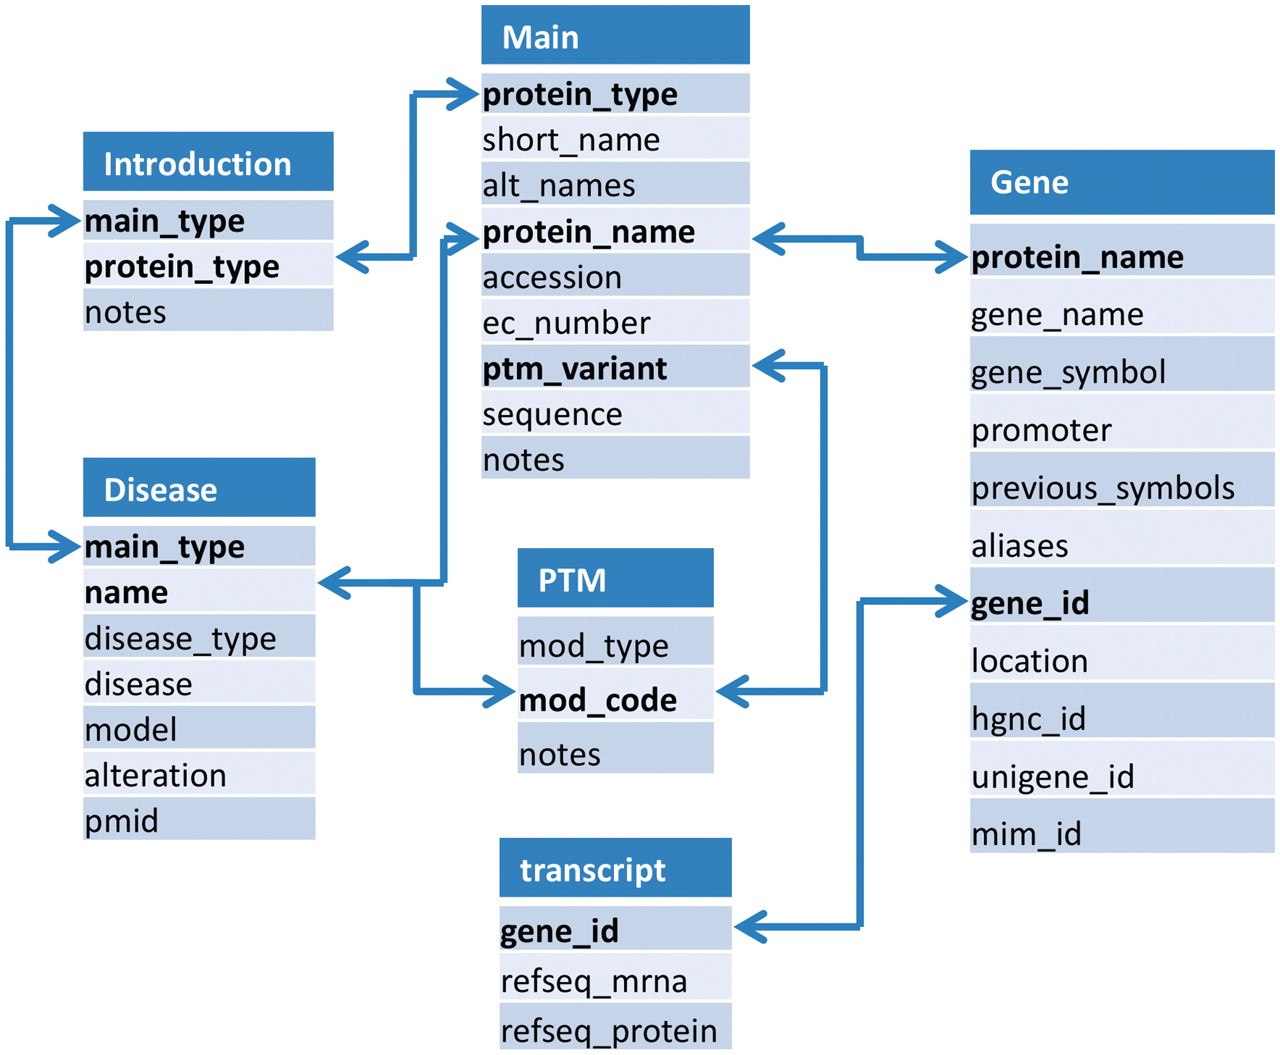 Main
protein_type
short_name
alt_names
protein_name
accession
ec_number
ptm_variant
sequence
notes
Introduction
main_type
protein_type
notes
Gene
protein_name
gene_name
gene_symbol
promoter
previous_symbols
aliases
gene_id
location
hgnc_id
unigene_id
mim_id
Disease
main_type
name
disease_type
disease
model
alteration
pmid
PTM
mod_type
mod_code
notes
transcript
gene_id
refseq_mrna
refseq_protein